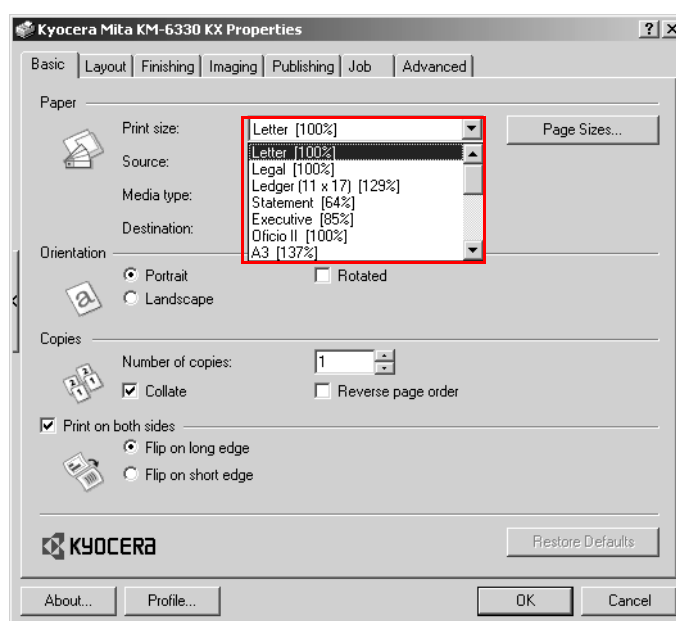 Kyocera Mita KM-6330 KX Properties
Basic Layout Finishing Imaging Publishing Job Advanced
Paper
Print size: Letter [100%] Page Sizes...
Letter [100%]
Source:
Legal [100%]
Ledger (11 x 17) [129%]
Media type:
Statement [64%]
Executive [85%]
Destination:
Oficio II [100%]
A3 [137%]
Orientation
Portrait Rotated
a
Landscape
Copies
Number of copies: 1
Collate Reverse page order
Print on both sides
Flip on long edge
Flip on short edge
KYOCERA Restore Defaults
About... Profile... OK Cancel